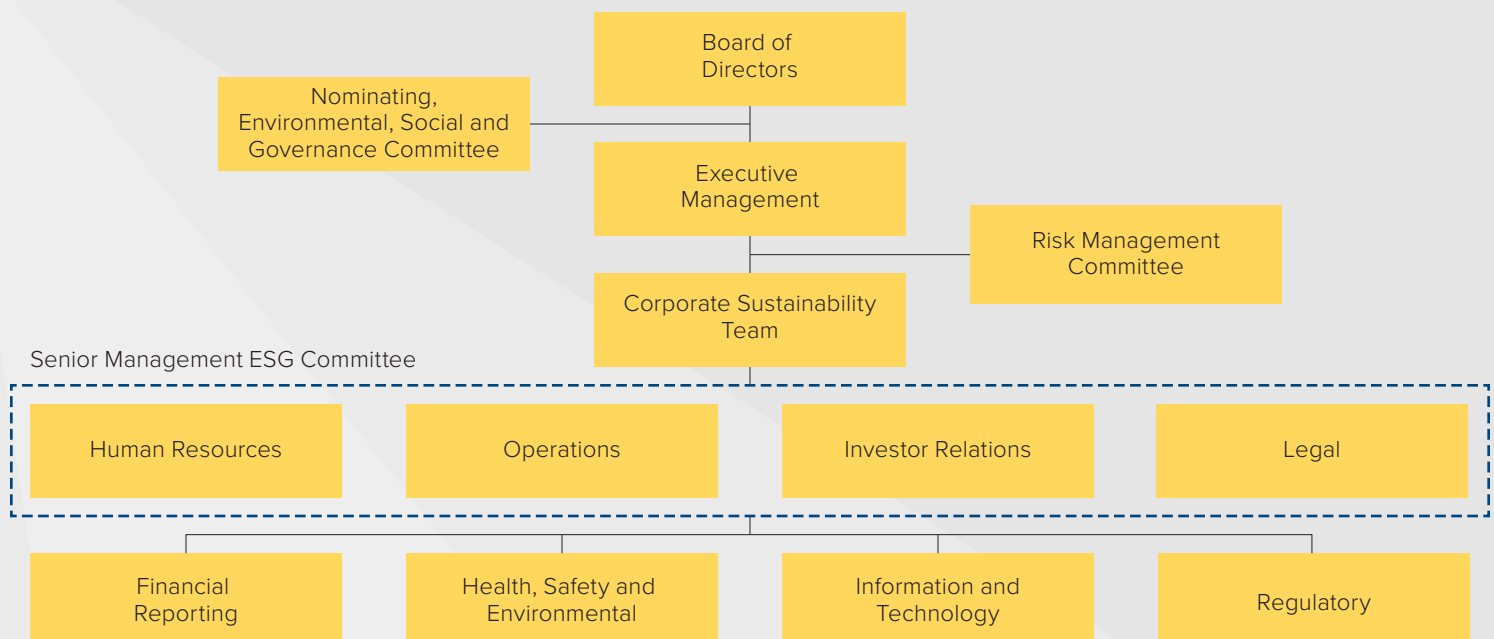 Board of
Directors
Nominating,
Environmental, Social and
Governance Committee
Executive
Management
Risk Management
Committee
Corporate Sustainability
Team
Senior Management ESG Committee
Human Resources
Operations
Investor Relations
Legal
Financial
Reporting
Health, Safety and
Environmental
Information and
Technology
Regulatory